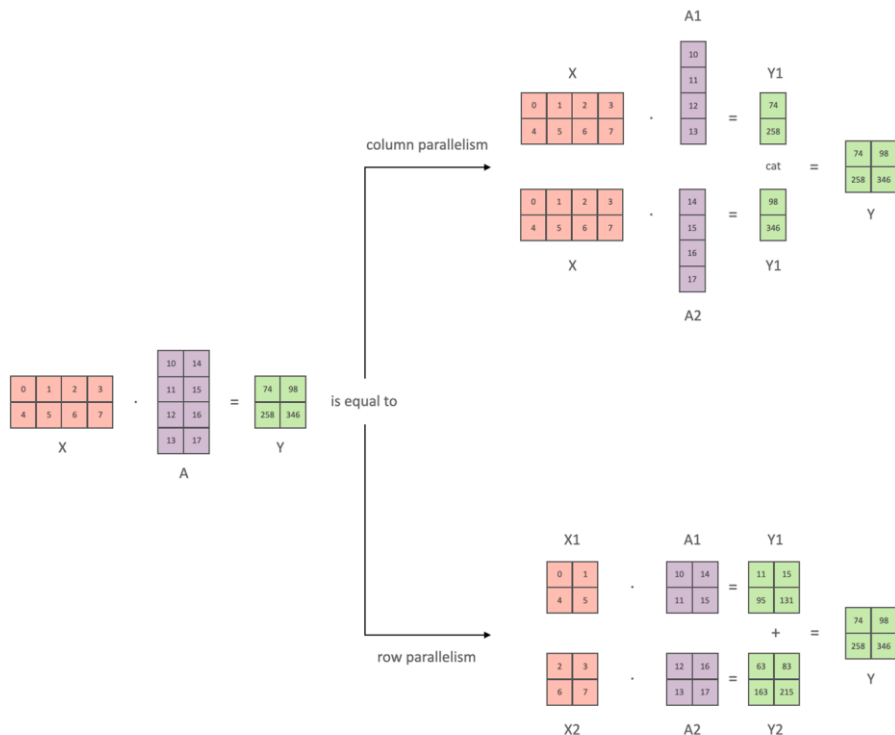 A1
10
11
12
13
X
0 1 2 3
4 5 6 7
·
=
Y1
74
258
column parallelism
cat
=
74 98
258 346
Y
0 1 2 3
4 5 6 7
X
·
14
15
16
17
A2
=
98
346
Y1
0 1 2 3
4 5 6 7
X
·
10 14
11 15
12 16
13 17
A
=
74 98
258 346
Y
is equal to
row parallelism
X1
0 1
4 5
·
A1
10 14
11 15
=
Y1
11 15
95 131
+
=
74 98
258 346
Y
2 3
6 7
X2
·
12 16
13 17
A2
=
63 83
163 215
Y2